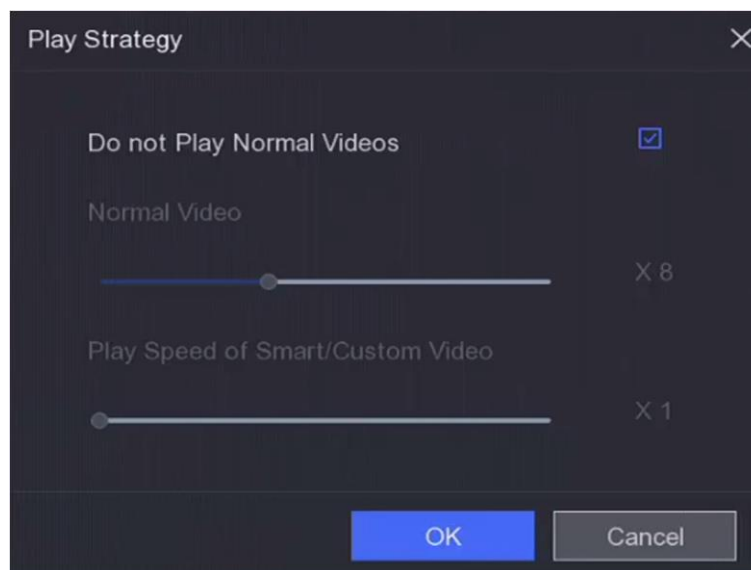 Play Strategy
Do not Play Normal Videos
Normal Video
X 8
Play Speed of Smart/Custom Video
X 1
OK
Cancel